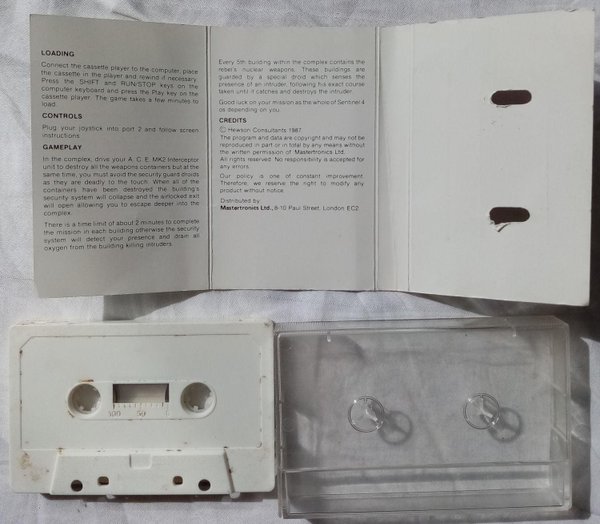 LOADING
Connect the cassette player to the computer, place
the cassette in the player and rewind if necessary.
Press the SHIFT and RUN/STOP keys on the
computer keyboard and press the Play key on the
cassette player. The game takes a few minutes to
load.
CONTROLS
Plug your joystick into port 2 and follow screen
instructions.
GAMEPLAY
In the complex, drive your A. C. E. MK2 Interceptor
unit to destroy all the weapons containers but at the
same time, you must avoid the security guard droids
as they are deadly to the touch. When all of the
containers have been destroyed the building's
security system will collapse and the airlocked exit
will open allowing you to escape deeper into the
complex.
There is a time limit of about 2 minutes to complete
the mission in each building otherwise the security
system will detect your presence and drain all
oxygen from the building killing intruders.
Every 5th building within the complex contains the
rebel's nuclear weapons. These buildings are
guarded by a special droid which senses the
presence of an intruder, following his exact course
taken until it catches and destroys the intruder.
Good luck on your mission as the whole of Sentinel 4
is depending on you.
CREDITS
© Hewson Consultants 1987.
The program and data are copyright and may not be
reproduced in part or in total by any means without
the written permission of Mastertronics Ltd.
All rights reserved. No responsibility is accepted for
any errors.
Our policy is one of constant improvement.
Therefore, we reserve the right to modify any
product without notice.
Distributed by
Mastertronics Ltd., 8-10 Paul Street, London EC2.
100 50 0